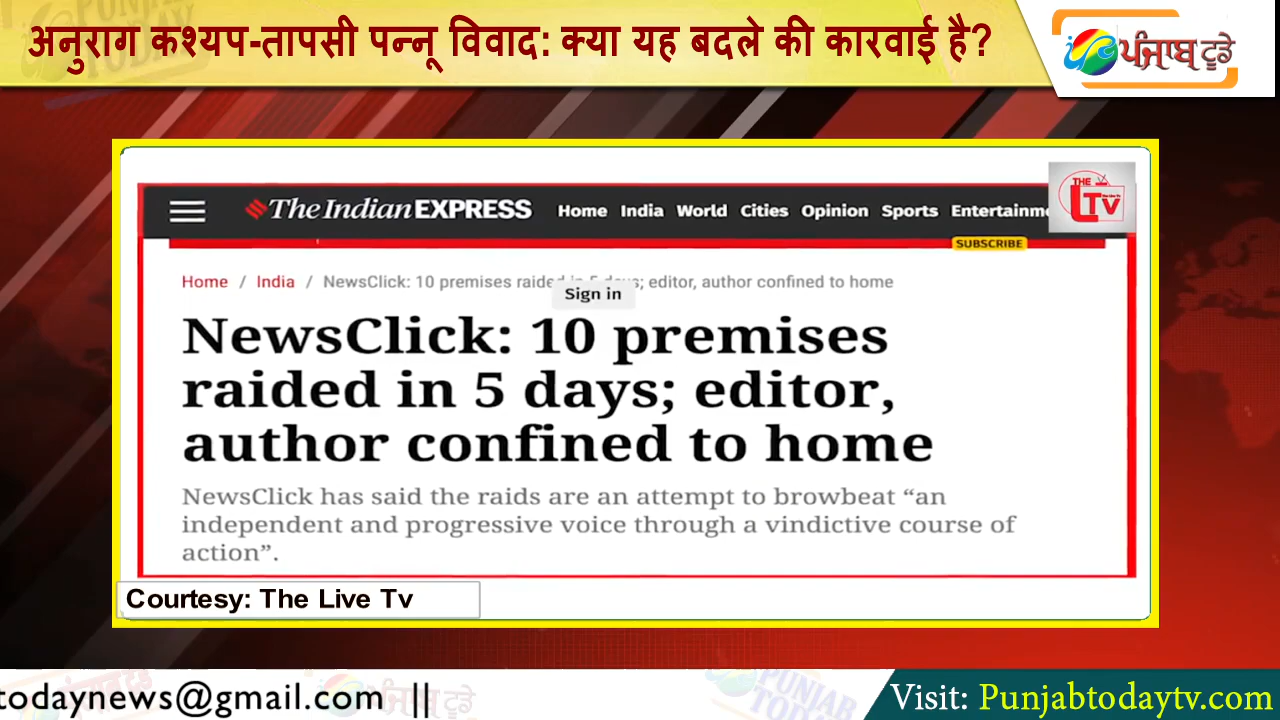 अनुराग कश्यप-तापसी पन्नू विवाद: क्या यह बदले की कारवाई है?
ਪੰਜਾਬ ਟੂਡੇ
THE
LTV
The Indian EXPRESS
Home India World Cities Opinion Sports Entertainme
SUBSCRIBE
Home / India / NewsClick: 10 premises raided in 5 days; editor, author confined to home
Sign in
NewsClick: 10 premises
raided in 5 days; editor,
author confined to home
NewsClick has said the raids are an attempt to browbeat “an
independent and progressive voice through a vindictive course of
action”.
Courtesy: The Live Tv
todaynews@gmail.com ||
Visit: Punjabtodaytv.com